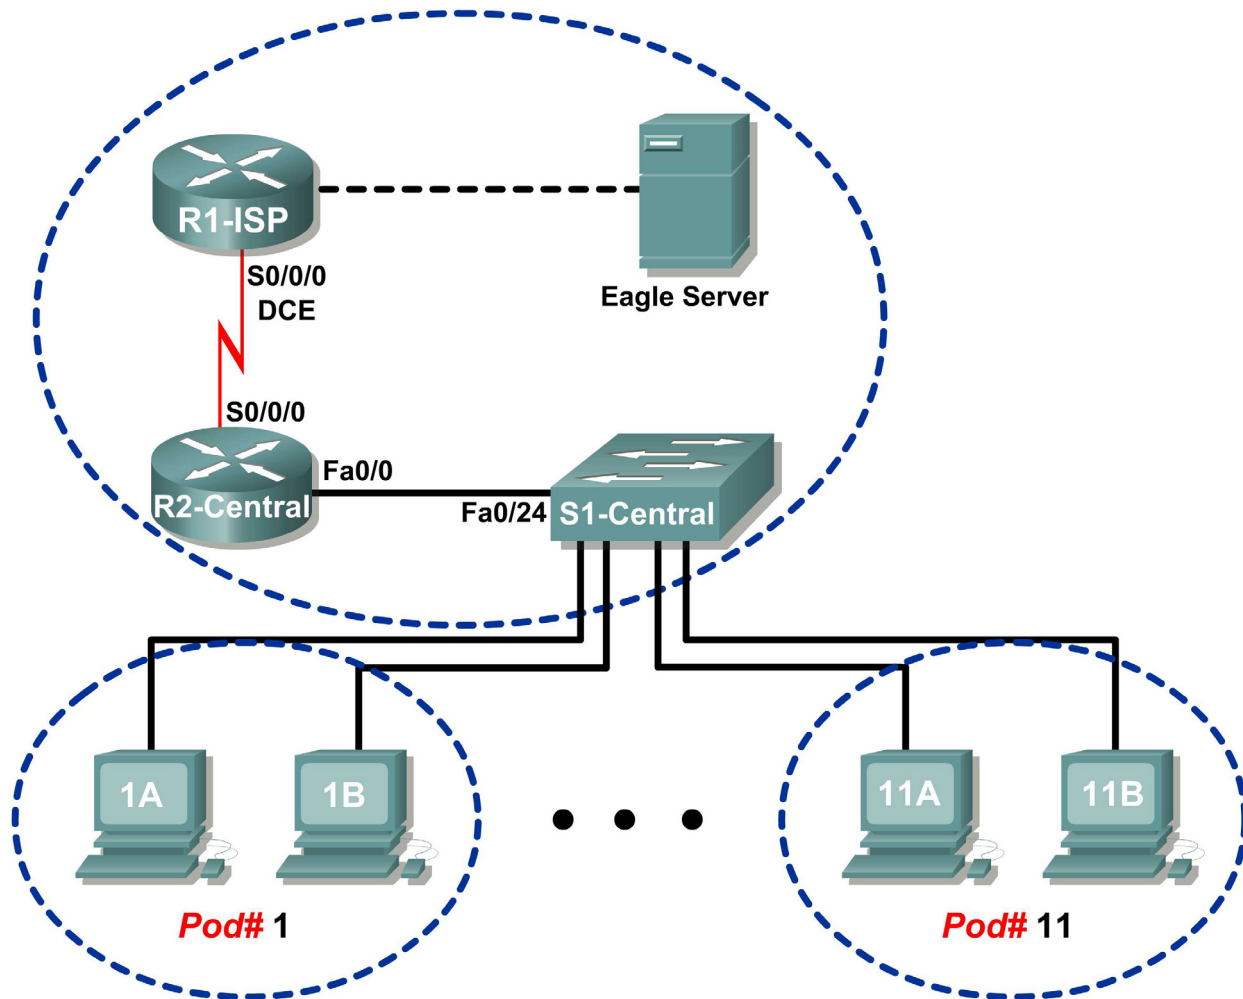 R1-ISP
S0/0/0
DCE
Eagle Server
S0/0/0
R2-Central
Fa0/0
Fa0/24
S1-Central
1A
1B
11A
11B
Pod# 1
Pod# 11